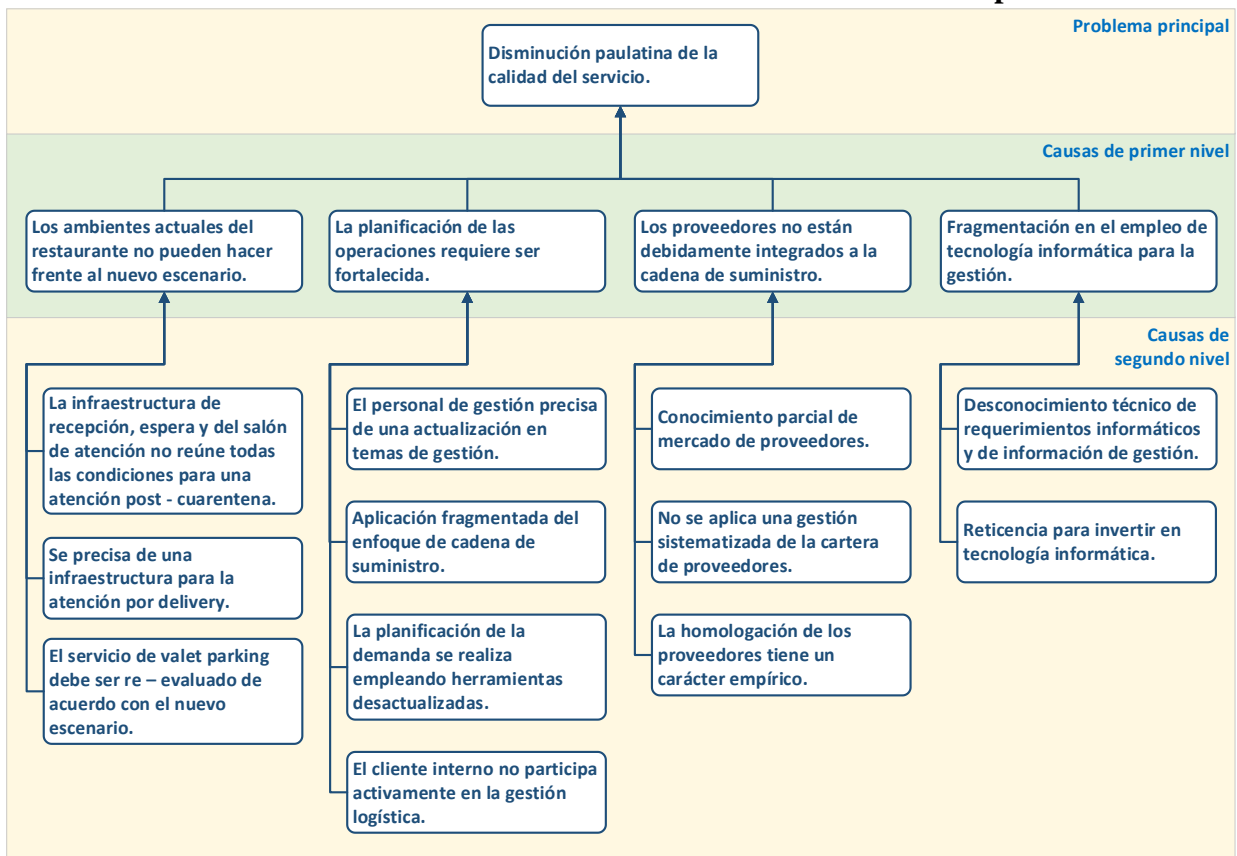 Problema principal
Disminución paulatina de la
calidad del servicio.
Causas de primer nivel
Los ambientes actuales del
restaurante no pueden hacer
frente al nuevo escenario.
La planificación de las
operaciones requiere ser
fortalecida.
Los proveedores no están
debidamente integrados a la
cadena de suministro.
Fragmentación en el empleo de
tecnología informática para la
gestión.
Causas de
segundo nivel
La infraestructura de
recepción, espera y del salón
de atención no reúne todas
las condiciones para una
atención post - cuarentena.
Se precisa de una
infraestructura para la
atención por delivery.
El servicio de valet parking
debe ser re – evaluado de
acuerdo con el nuevo
escenario.
El personal de gestión precisa
de una actualización en
temas de gestión.
Aplicación fragmentada del
enfoque de cadena de
suministro.
La planificación de la
demanda se realiza
empleando herramientas
desactualizadas.
El cliente interno no participa
activamente en la gestión
logística.
Conocimiento parcial de
mercado de proveedores.
No se aplica una gestión
sistematizada de la cartera
de proveedores.
La homologación de los
proveedores tiene un
carácter empírico.
Desconocimiento técnico de
requerimientos informáticos
y de información de gestión.
Reticencia para invertir en
tecnología informática.